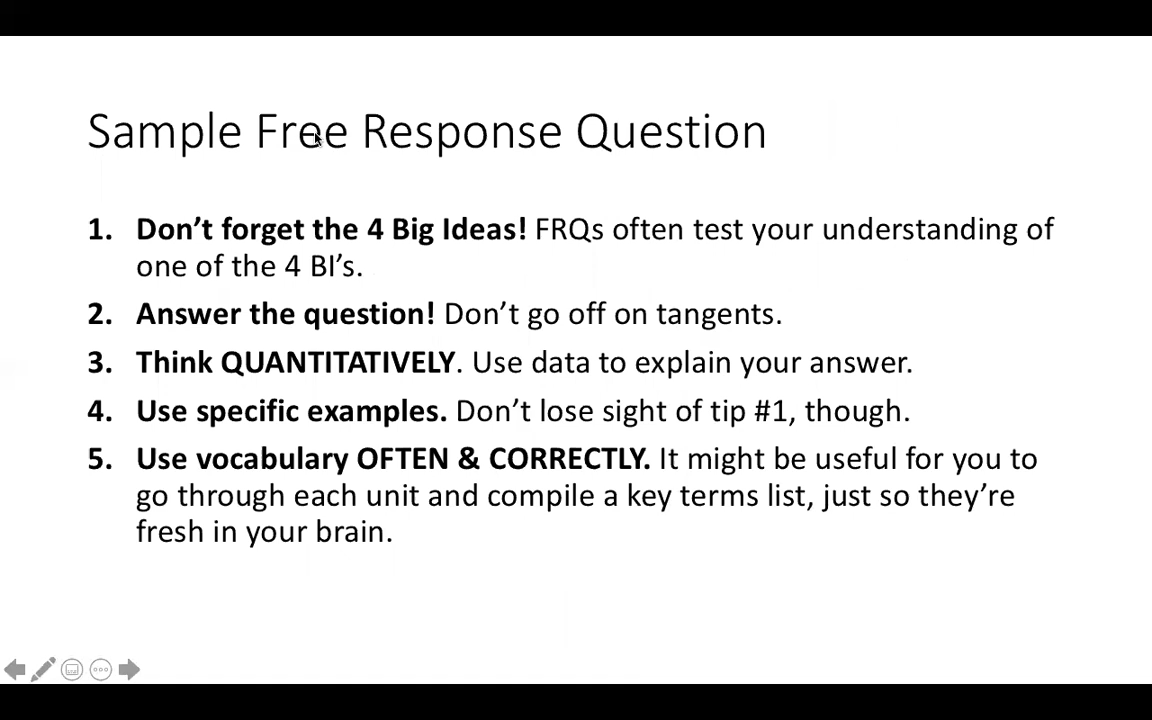 Sample Free Response Question
1. Don’t forget the 4 Big Ideas! FRQs often test your understanding of
one of the 4 BI’s.
2. Answer the question! Don’t go off on tangents.
3. Think QUANTITATIVELY. Use data to explain your answer.
4. Use specific examples. Don’t lose sight of tip #1, though.
5. Use vocabulary OFTEN & CORRECTLY. It might be useful for you to
go through each unit and compile a key terms list, just so they’re
fresh in your brain.